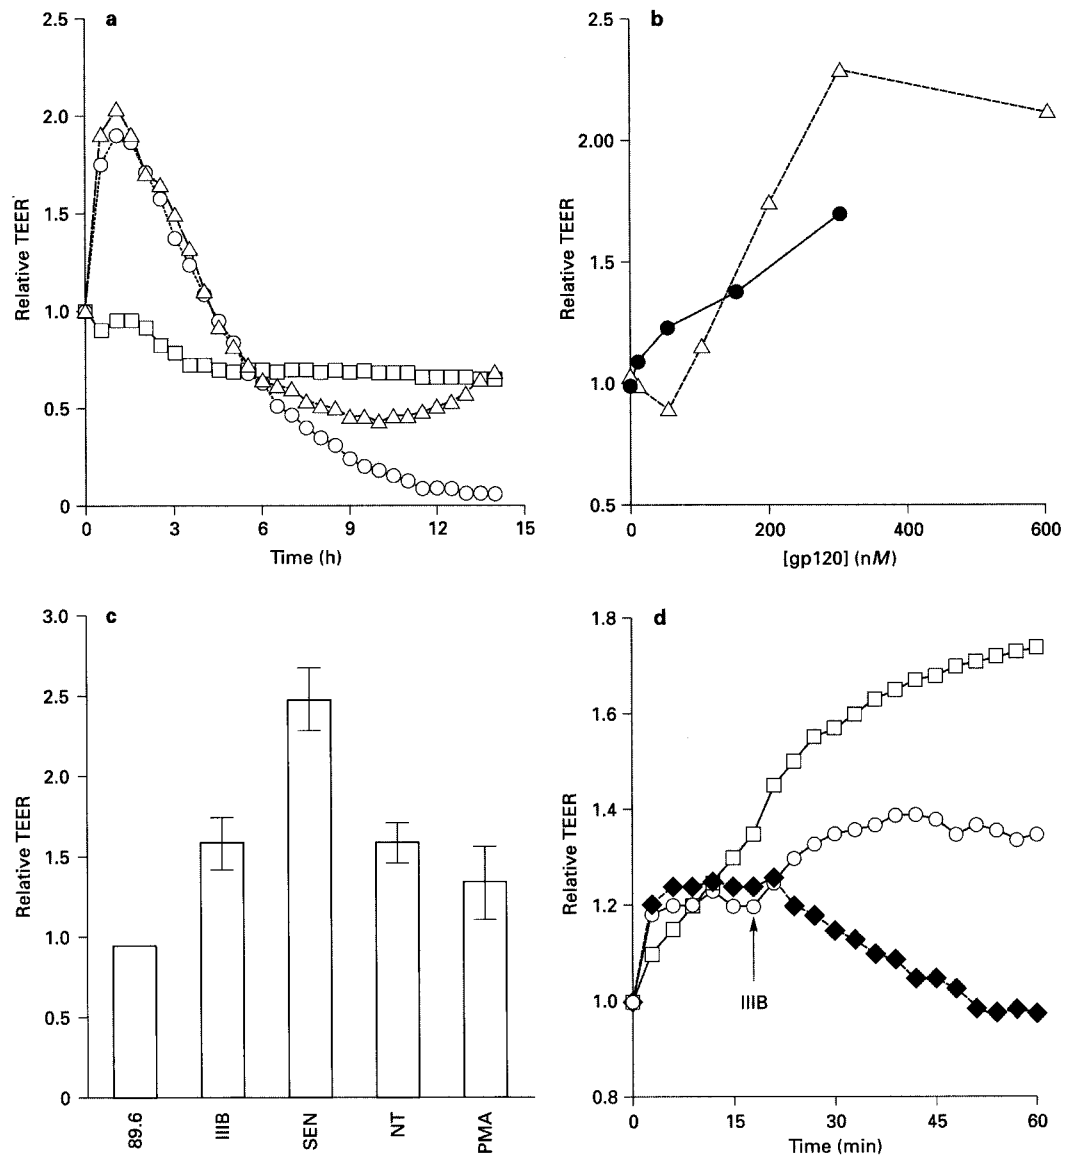 a
2.5
2.0
1.5
1.0
0.5
0
Relative TEER
0 3 6 9 12 15
Time (h)
b
2.5
2.00
1.5
1.0
0.5
Relative TEER
0 200 400 600
[gp120] (nM)
c
3.0
2.5
2.0
1.5
1.0
0.5
0
Relative TEER
89.6
IIIB
SEN
NT
PMA
d
1.8
1.6
1.4
1.2
1.0
0.8
Relative TEER
IIIB
0 15 30 45 60
Time (min)